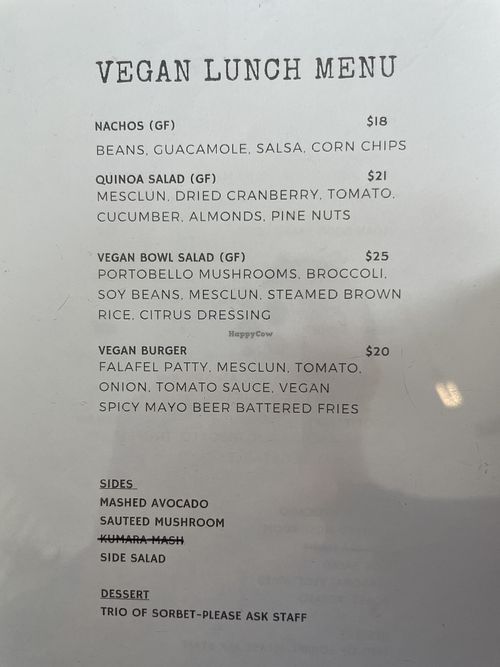 VEGAN LUNCH MENU
NACHOS (GF) $18
BEANS, GUACAMOLE, SALSA, CORN CHIPS
QUINOA SALAD (GF) $21
MESCLUN, DRIED CRANBERRY, TOMATO,
CUCUMBER, ALMONDS, PINE NUTS
VEGAN BOWL SALAD (GF) $25
PORTOBELLO MUSHROOMS, BROCCOLI,
SOY BEANS, MESCLUN, STEAMED BROWN
RICE, CITRUS DRESSING
HappyCow
VEGAN BURGER $20
FALAFEL PATTY, MESCLUN, TOMATO,
ONION, TOMATO SAUCE, VEGAN
SPICY MAYO BEER BATTERED FRIES
SIDES
MASHED AVOCADO
SAUTEED MUSHROOM
KUMARA MASH
SIDE SALAD
DESSERT
TRIO OF SORBET-PLEASE ASK STAFF